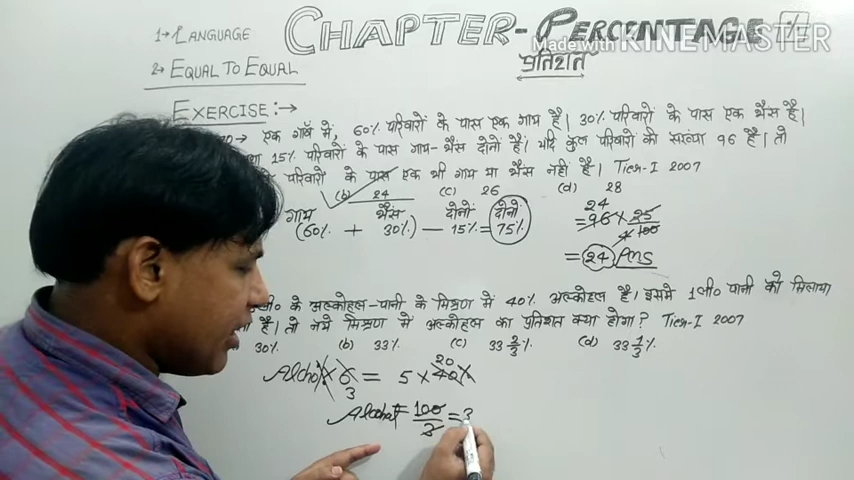 1→ LANGUAGE
CHAPTER-PERCENTAGE %
Made with KINEMASTER
प्रतिशत
2→ EQUAL TO EQUAL
EXERCISE:→
एक गाँव में, 60% परिवारों के पास एक गाय है। 30% परिवारों के पास एक भैंस है।
15% परिवारों के पास गाय-भैंस दोनों हैं। यदि कुल परिवारों की संख्या 96 है। तो
परिवारों के पास एक भी गाय या भैंस नहीं है। Tier-I 2007
(b) 24 (c) 26 (d) 28
गाय भैंस दोनों दोनों
(60% + 30%) – 15% = 75%
24
= 96 × 25
4 100
= 24 Ans
ली० के अल्कोहल-पानी के मिश्रण में 40% अल्कोहल है। इसमे 1ली० पानी को मिलाया
है। तो नये मिश्रण में अल्कोहल का प्रतिशत क्या होगा? Tier-I 2007
30% (b) 33% (c) 33 2/3% (d) 33 1/3%
20
× 6 = 5 × 40%
3
= 100/3 = 3